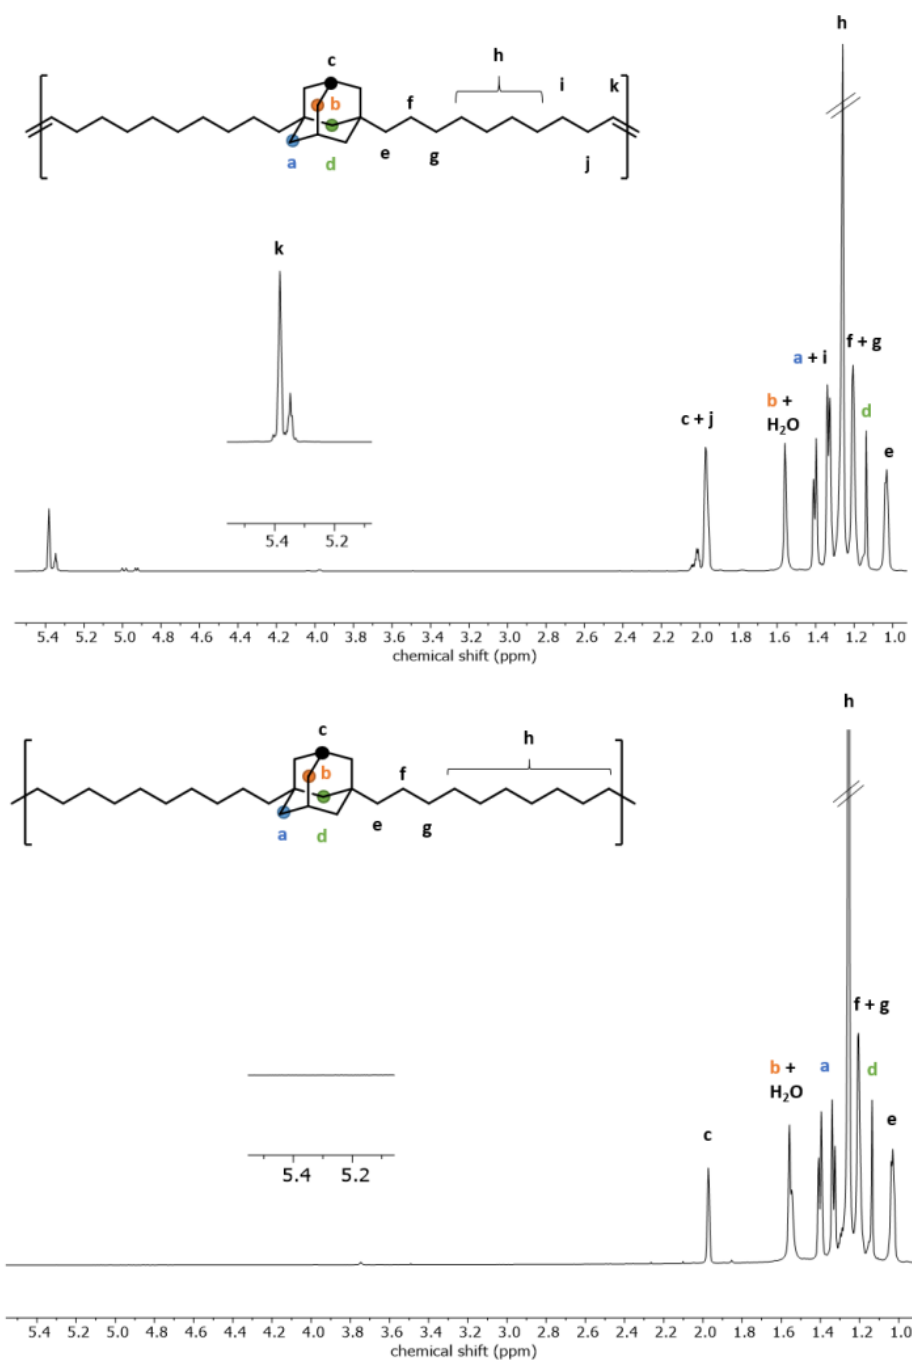 h
c
h
i
k
b
f
a
d
e
g
j
k
f + g
a + i
b +
H₂O
d
c + j
e
5.4 5.2
5.4 5.2 5.0 4.8 4.6 4.4 4.2 4.0 3.8 3.6 3.4 3.2 3.0 2.8 2.6 2.4 2.2 2.0 1.8 1.6 1.4 1.2 1.0
chemical shift (ppm)
h
c
h
b
f
a
d
e
g
f + g
b +
H₂O
a
d
c
e
5.4 5.2
5.4 5.2 5.0 4.8 4.6 4.4 4.2 4.0 3.8 3.6 3.4 3.2 3.0 2.8 2.6 2.4 2.2 2.0 1.8 1.6 1.4 1.2 1.0
chemical shift (ppm)